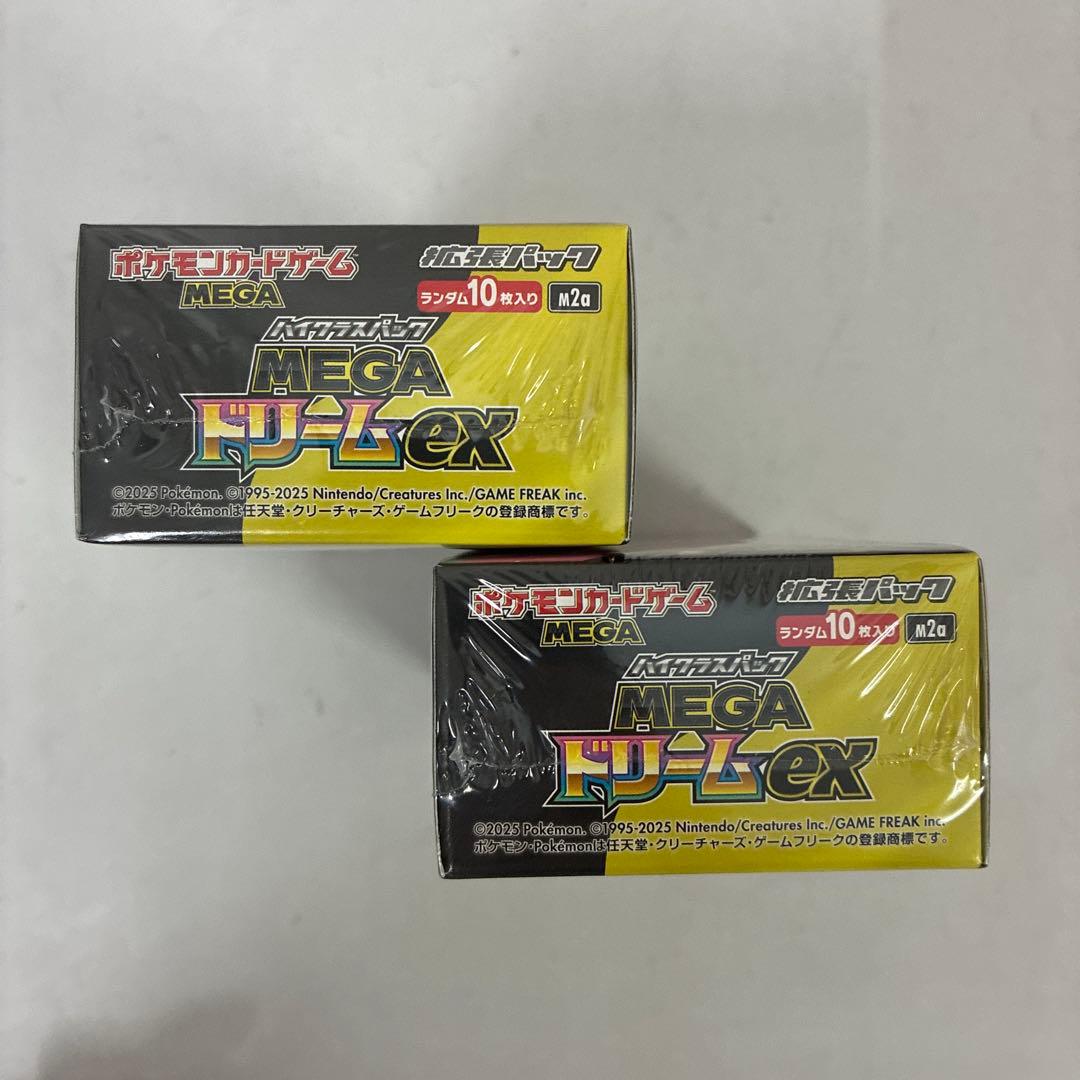 ポケモンカードゲーム
MEGA
拡張パック
ランダム10枚入り M2a
ハイクラスパック
MEGA
ドリームex
©2025 Pokémon. ©1995-2025 Nintendo/Creatures Inc./GAME FREAK inc.
ポケモン・Pokémonは任天堂・クリーチャーズ・ゲームフリークの登録商標です。
ポケモンカードゲーム
MEGA
拡張パック
ランダム10枚入り M2a
ハイクラスパック
MEGA
ドリームex
©2025 Pokémon. ©1995-2025 Nintendo/Creatures Inc./GAME FREAK inc.
ポケモン・Pokémonは任天堂・クリーチャーズ・ゲームフリークの登録商標です。